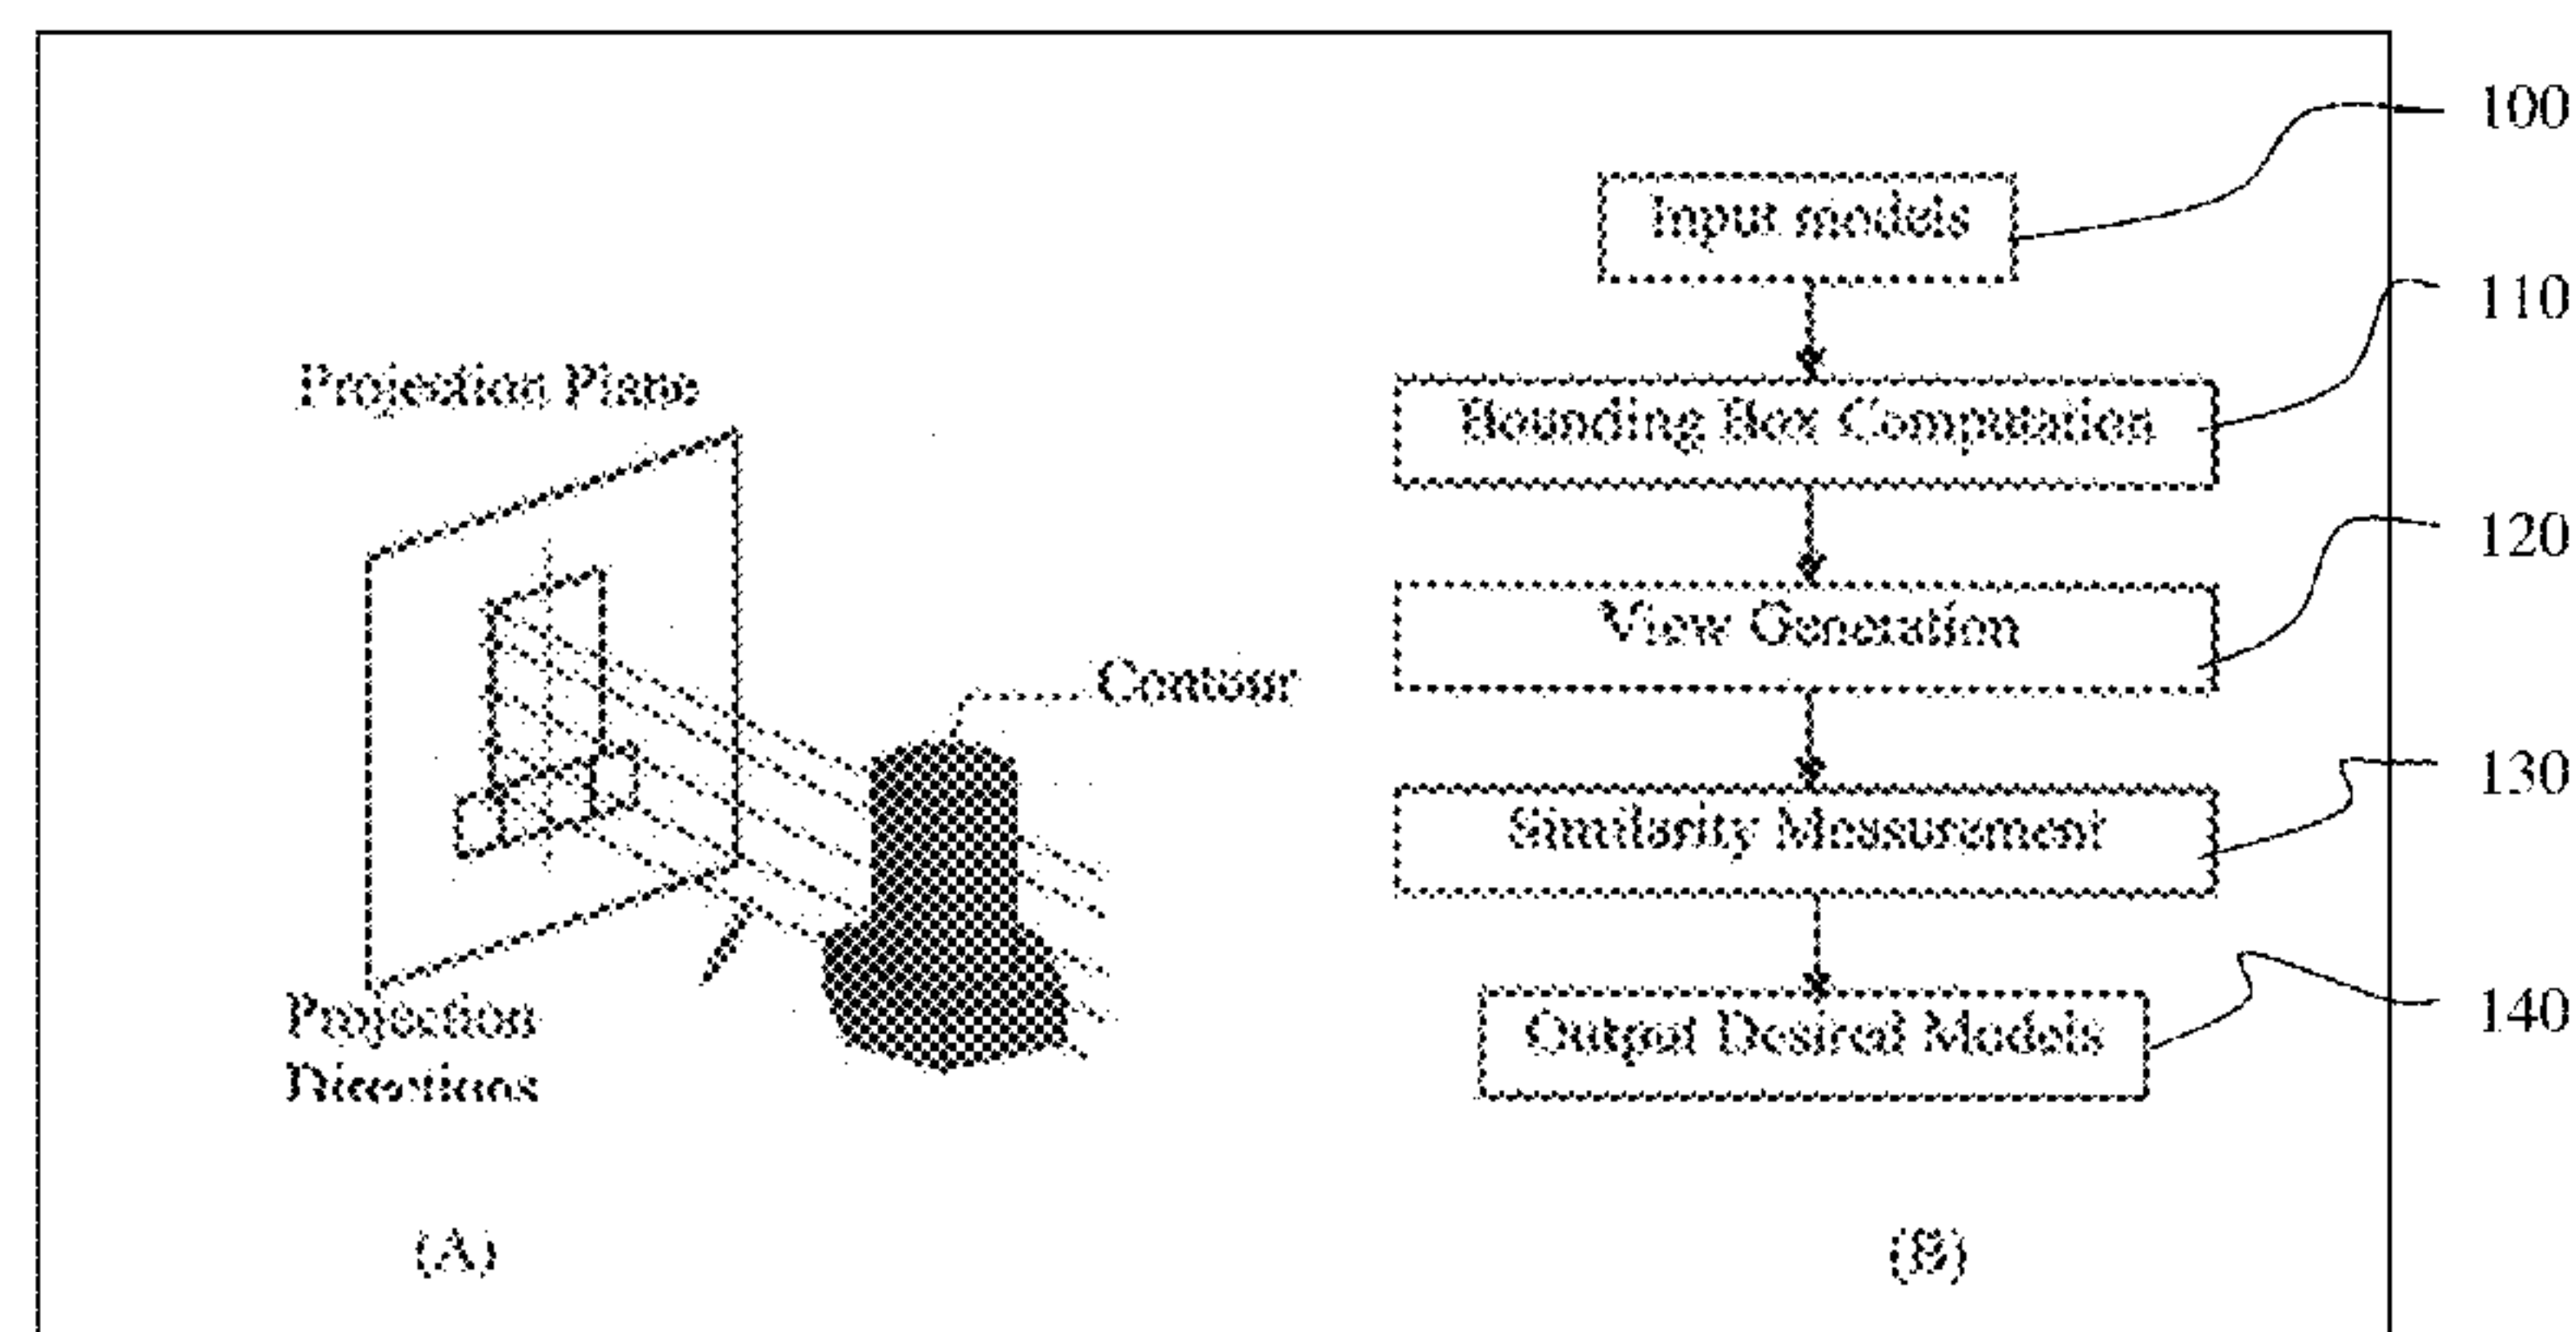 Projection Plane
Contour
Projection
Directions
(A)
Input models
Bounding Box Computation
View Generation
Similarity Measurement
Output Desired Models
(B)
100
110
120
130
140